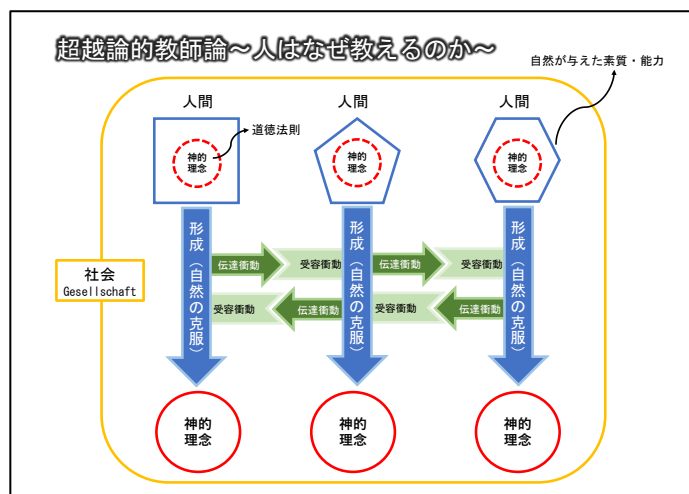 超越論的教師論～人はなぜ教えるのか～
自然が与えた素質・能力
人間
人間
人間
神的
理念
道徳法則
神的
理念
神的
理念
形成（自然の克服）
形成（自然の克服）
形成（自然の克服）
伝達衝動
受容衝動
伝達衝動
受容衝動
社会
Gesellschaft
受容衝動
伝達衝動
受容衝動
伝達衝動
神的
理念
神的
理念
神的
理念